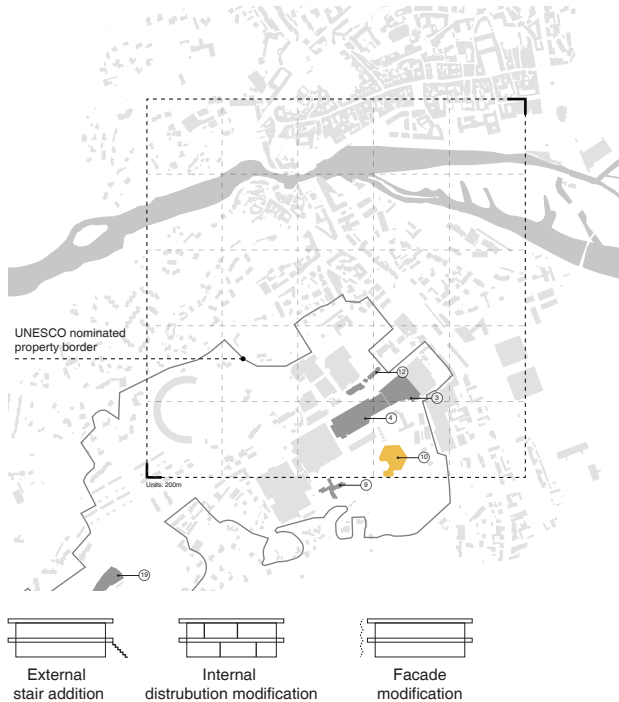 UNESCO nominated
property border
12
3
4
10
9
Units: 200m
19
External
stair addition
Internal
distrubution modification
Facade
modification